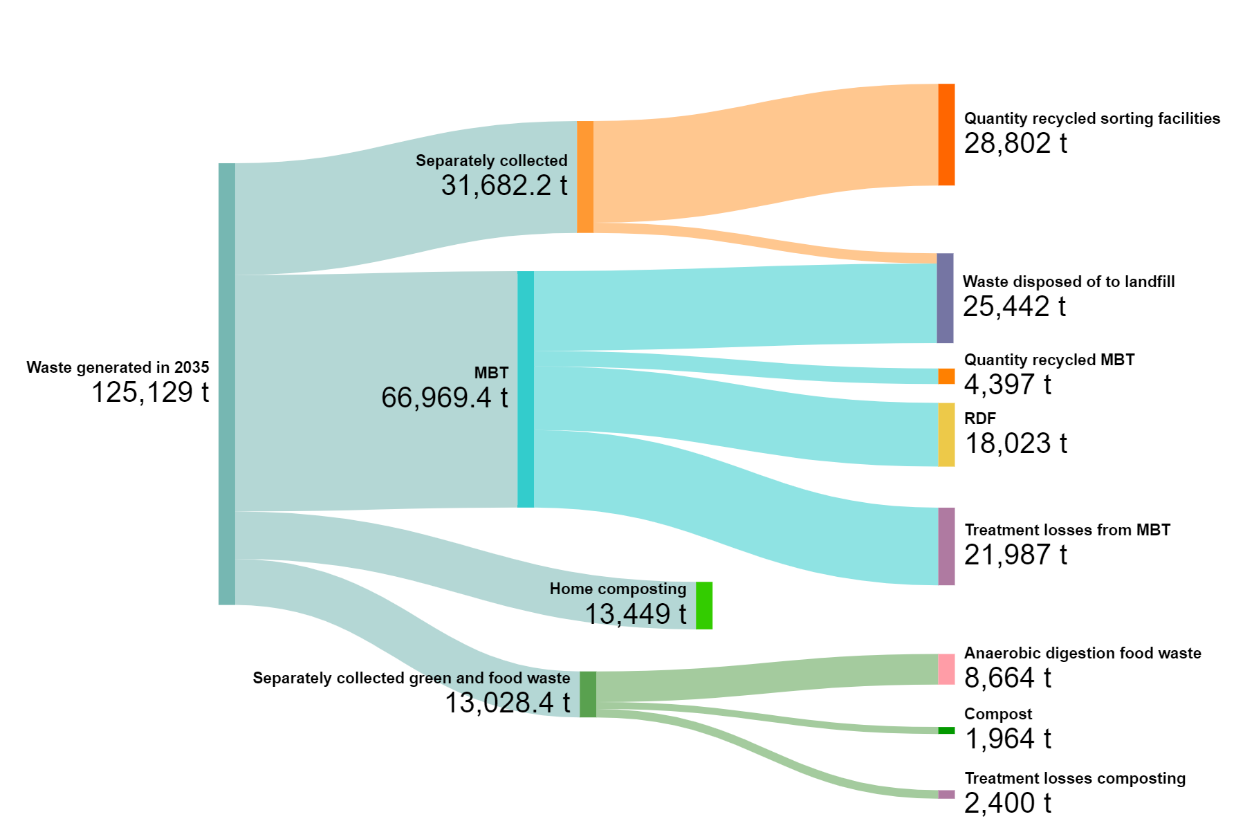 Waste generated in 2035
125,129 t
Separately collected
31,682.2 t
MBT
66,969.4 t
Home composting
13,449 t
Separately collected green and food waste
13,028.4 t
Quantity recycled sorting facilities
28,802 t
Waste disposed of to landfill
25,442 t
Quantity recycled MBT
4,397 t
RDF
18,023 t
Treatment losses from MBT
21,987 t
Anaerobic digestion food waste
8,664 t
Compost
1,964 t
Treatment losses composting
2,400 t